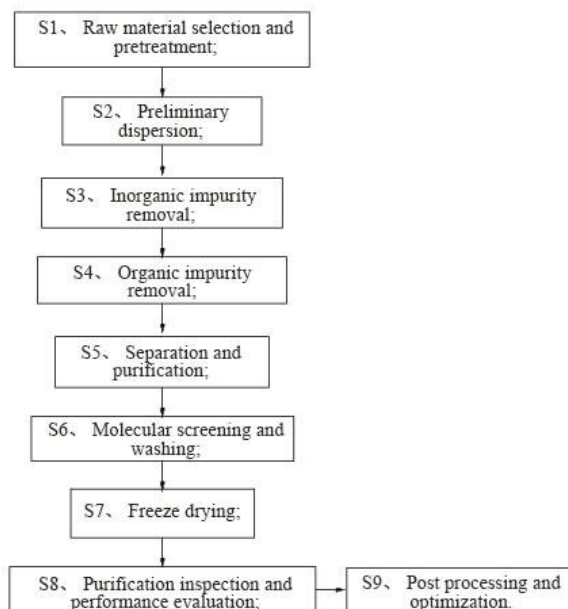 S1、 Raw material selection and
pretreatment;
S2、 Preliminary
dispersion;
S3、 Inorganic impurity
removal;
S4、 Organic impurity
removal;
S5、 Separation and
purification;
S6、 Molecular screening and
washing;
S7、 Freeze drying;
S8、 Purification inspection and
performance evaluation;
S9、 Post processing and
optimization.